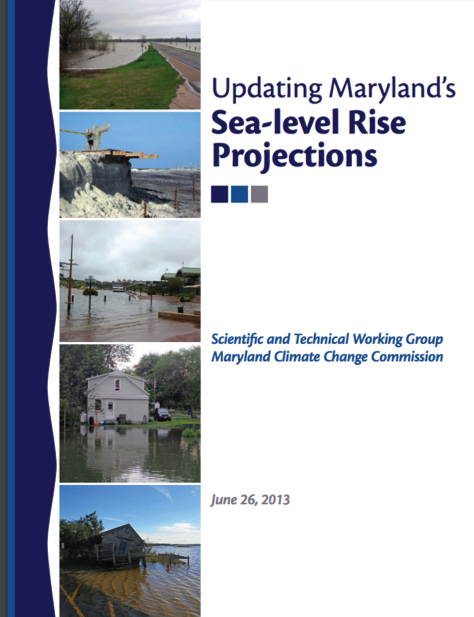 Updating Maryland's
Sea-level Rise
Projections
Scientific and Technical Working Group
Maryland Climate Change Commission
June 26, 2013